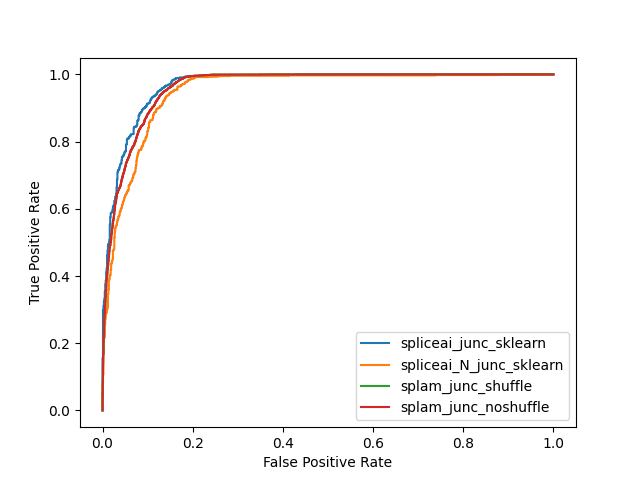 1.0
0.8
0.6
0.4
0.2
0.0
True Positive Rate
0.0 0.2 0.4 0.6 0.8 1.0
False Positive Rate
spliceai_junc_sklearn
spliceai_N_junc_sklearn
splam_junc_shuffle
splam_junc_noshuffle